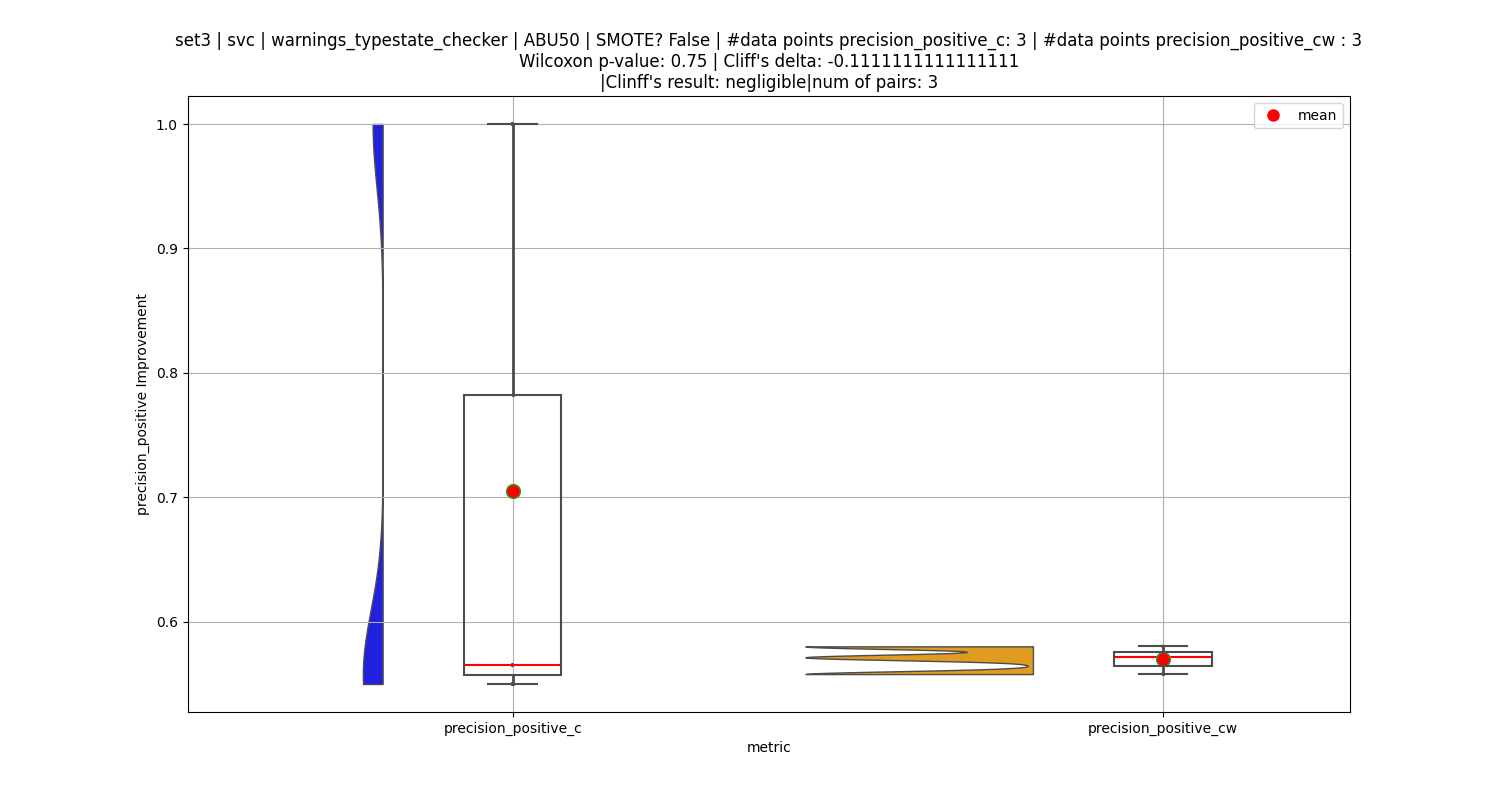 set3 | svc | warnings_typestate_checker | ABU50 | SMOTE? False | #data points precision_positive_c: 3 | #data points precision_positive_cw : 3
Wilcoxon p-value: 0.75 | Cliff's delta: -0.1111111111111111
|Clinff's result: negligible|num of pairs: 3
mean
1.0
0.9
0.8
0.7
0.6
precision_positive Improvement
precision_positive_c
precision_positive_cw
metric